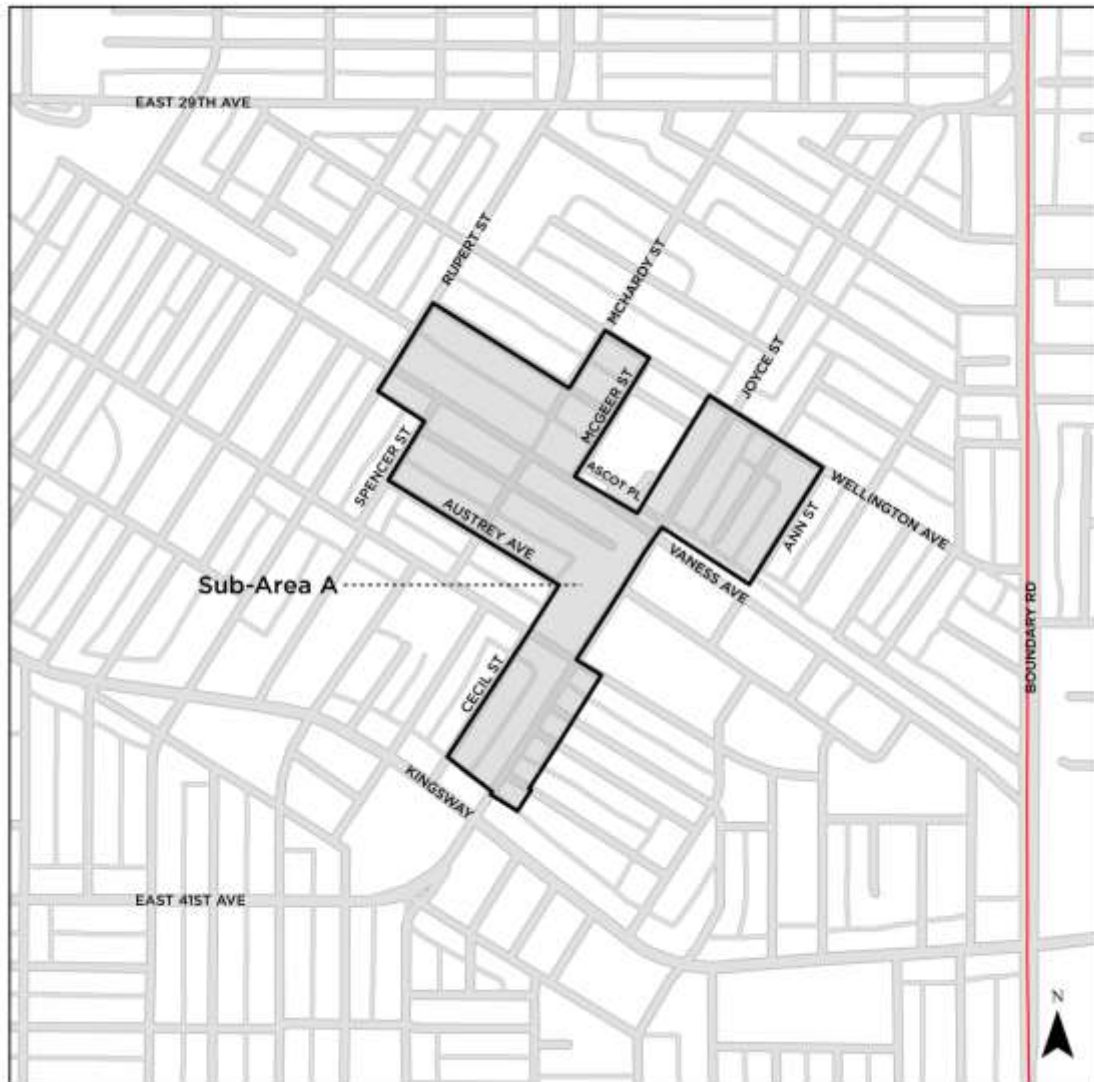 EAST 29TH AVE
RUPERT ST
MCHARDY ST
JOYCE ST
MCGEER ST
ASCOT PL
SPENCER ST
WELLINGTON AVE
ANN ST
AUSTREY AVE
VANESS AVE
Sub-Area A
BOUNDARY RD
CECIL ST
KINGSWAY
EAST 41ST AVE
N